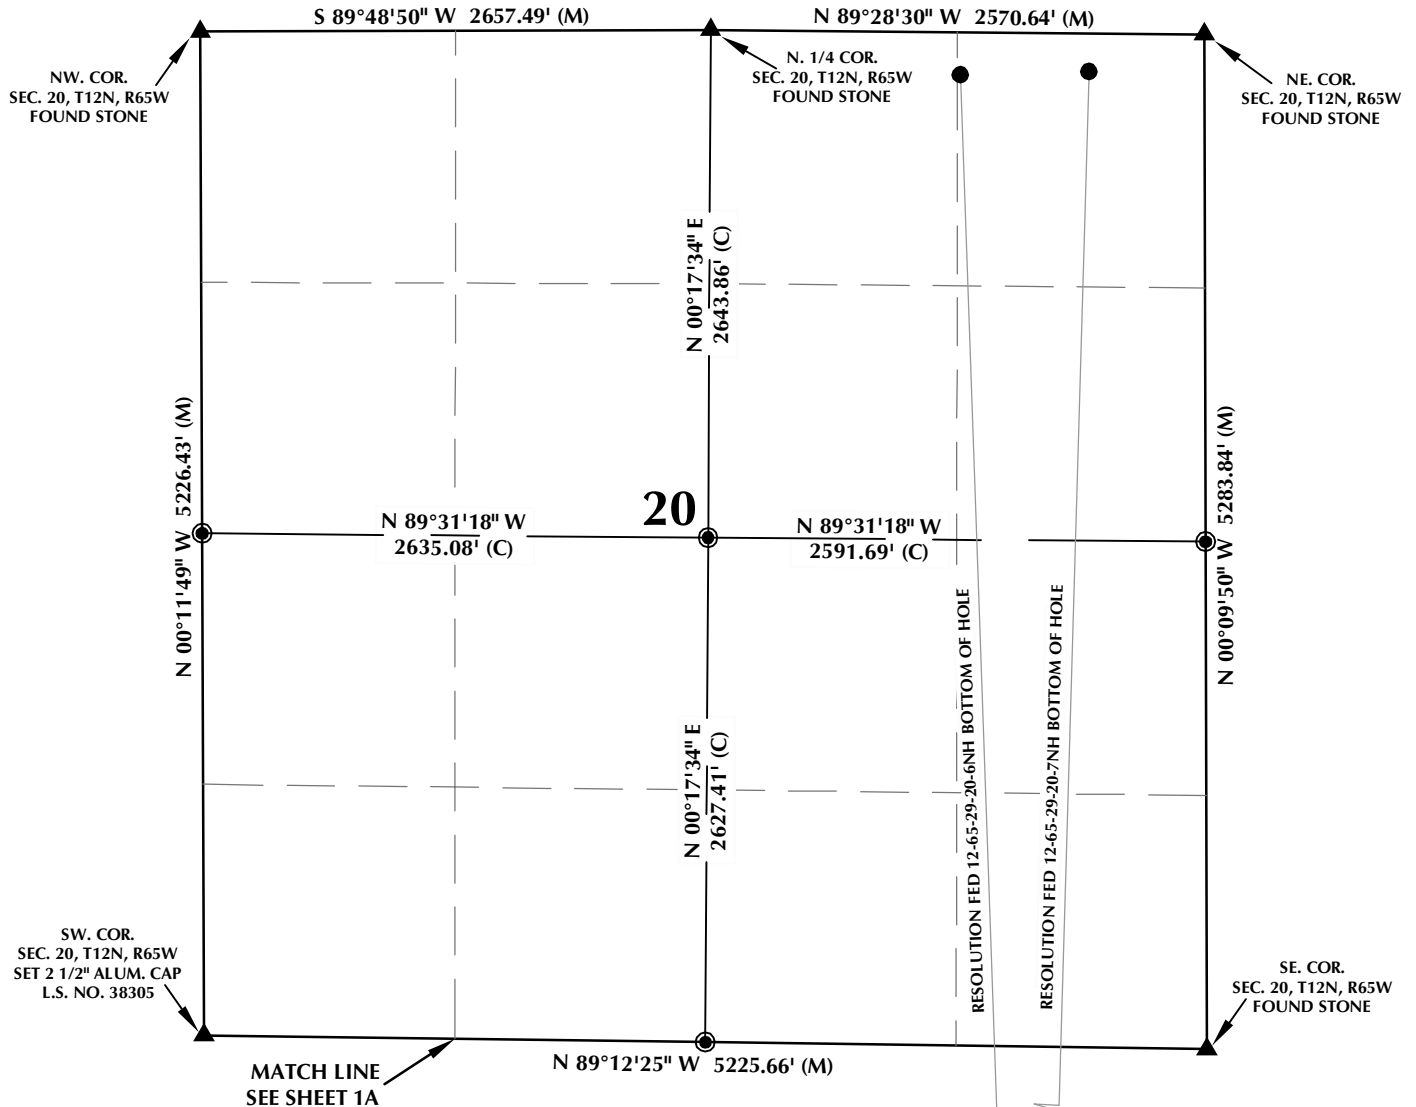 S 89°48'50" W 2657.49' (M)
N 89°28'30" W 2570.64' (M)
NW. COR.
SEC. 20, T12N, R65W
FOUND STONE
N. 1/4 COR.
SEC. 20, T12N, R65W
FOUND STONE
NE. COR.
SEC. 20, T12N, R65W
FOUND STONE
N 00°17'34" E
2643.86' (C)
N 00°11'49" W 5226.43' (M)
N 00°09'50" W 5283.84' (M)
20
N 89°31'18" W
2635.08' (C)
N 89°31'18" W
2591.69' (C)
RESOLUTION FED 12-65-29-20-6NH BOTTOM OF HOLE
RESOLUTION FED 12-65-29-20-7NH BOTTOM OF HOLE
N 00°17'34" E
2627.41' (C)
SW. COR.
SEC. 20, T12N, R65W
SET 2 1/2" ALUM. CAP
L.S. NO. 38305
SE. COR.
SEC. 20, T12N, R65W
FOUND STONE
N 89°12'25" W 5225.66' (M)
MATCH LINE
SEE SHEET 1A